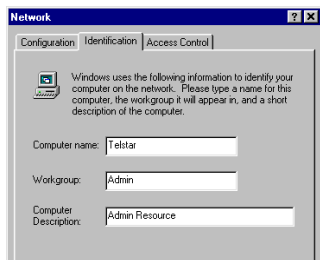 Network
Configuration Identification Access Control
Windows uses the following information to identify your
computer on the network. Please type a name for this
computer, the workgroup it will appear in, and a short
description of the computer.
Computer name: Telstar
Workgroup: Admin
Computer
Description: Admin Resource